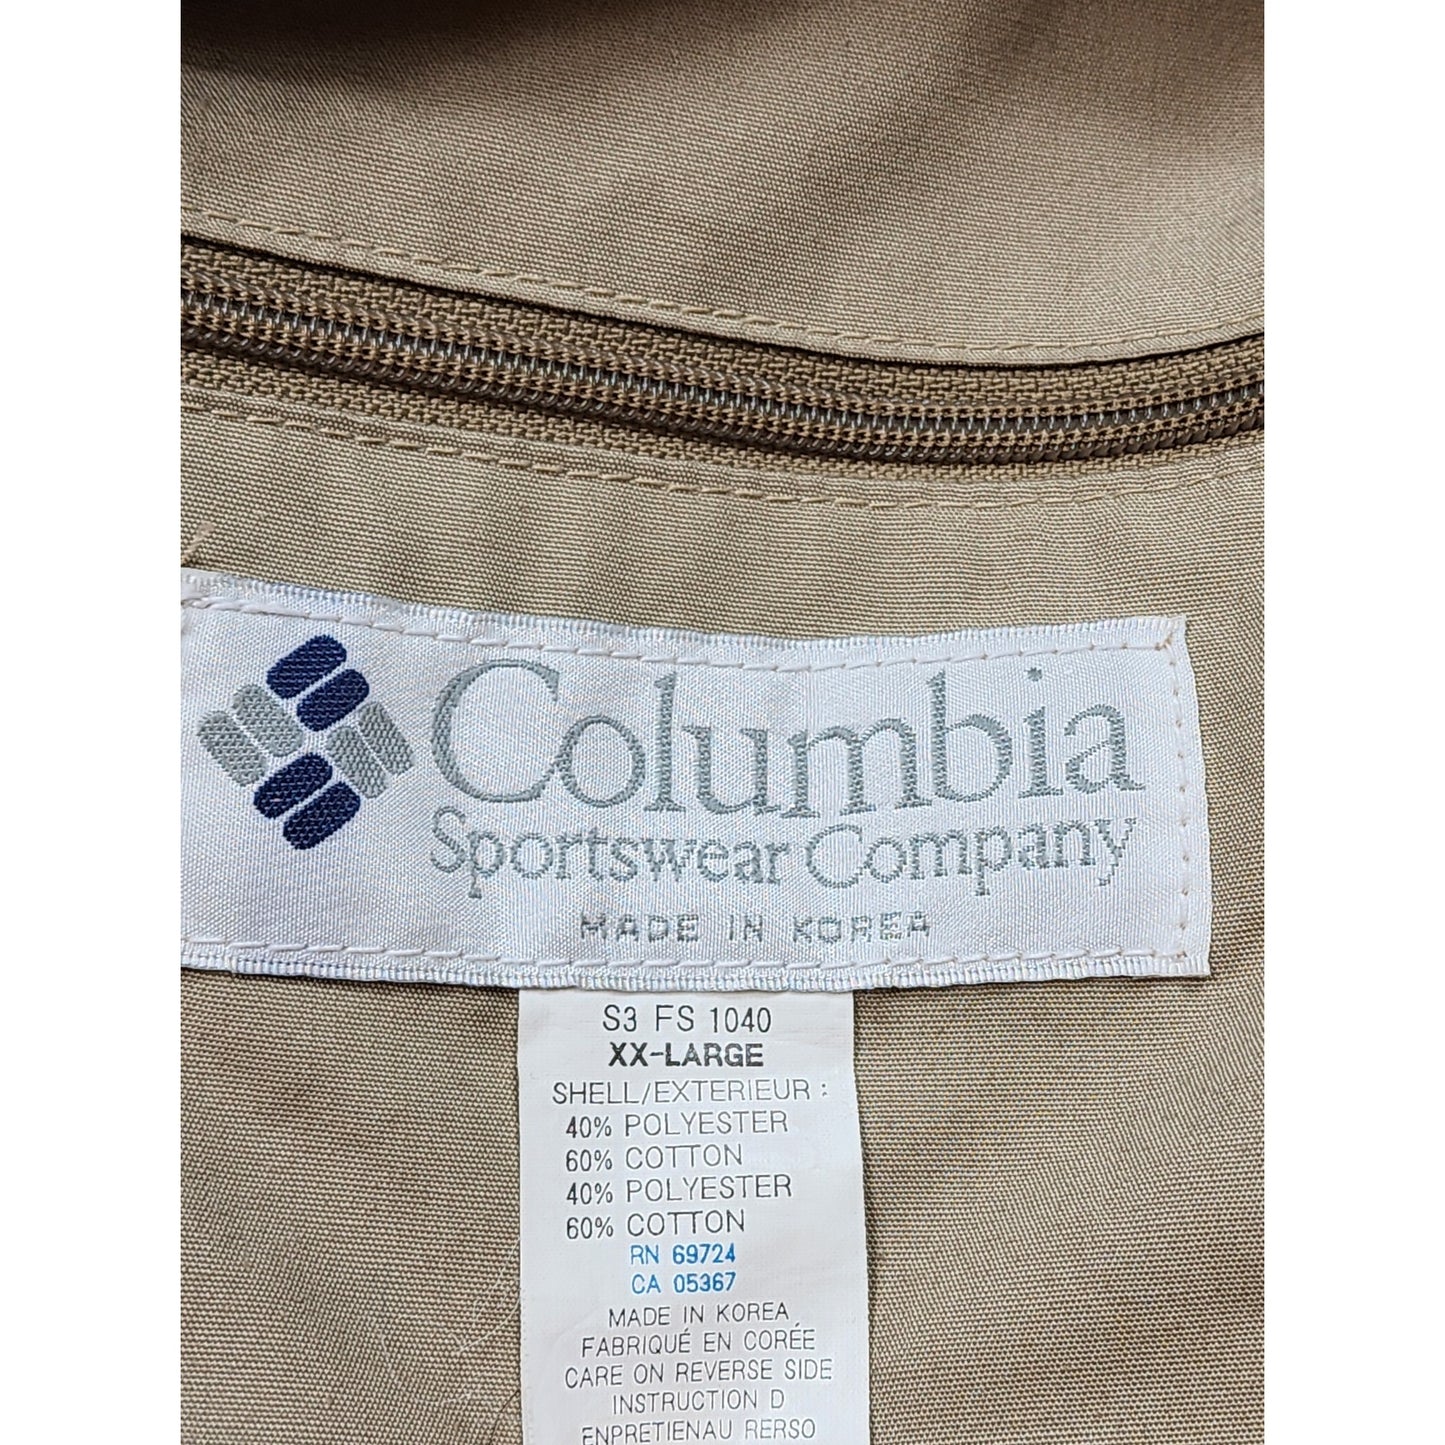 Columbia
Sportswear Company
MADE IN KOREA
S3 FS 1040
XX-LARGE
SHELL/EXTERIEUR :
40% POLYESTER
60% COTTON
40% POLYESTER
60% COTTON
RN 69724
CA 05367
MADE IN KOREA
FABRIQUÉ EN CORÉE
CARE ON REVERSE SIDE
INSTRUCTION D
ENPRETIENAU RERSO